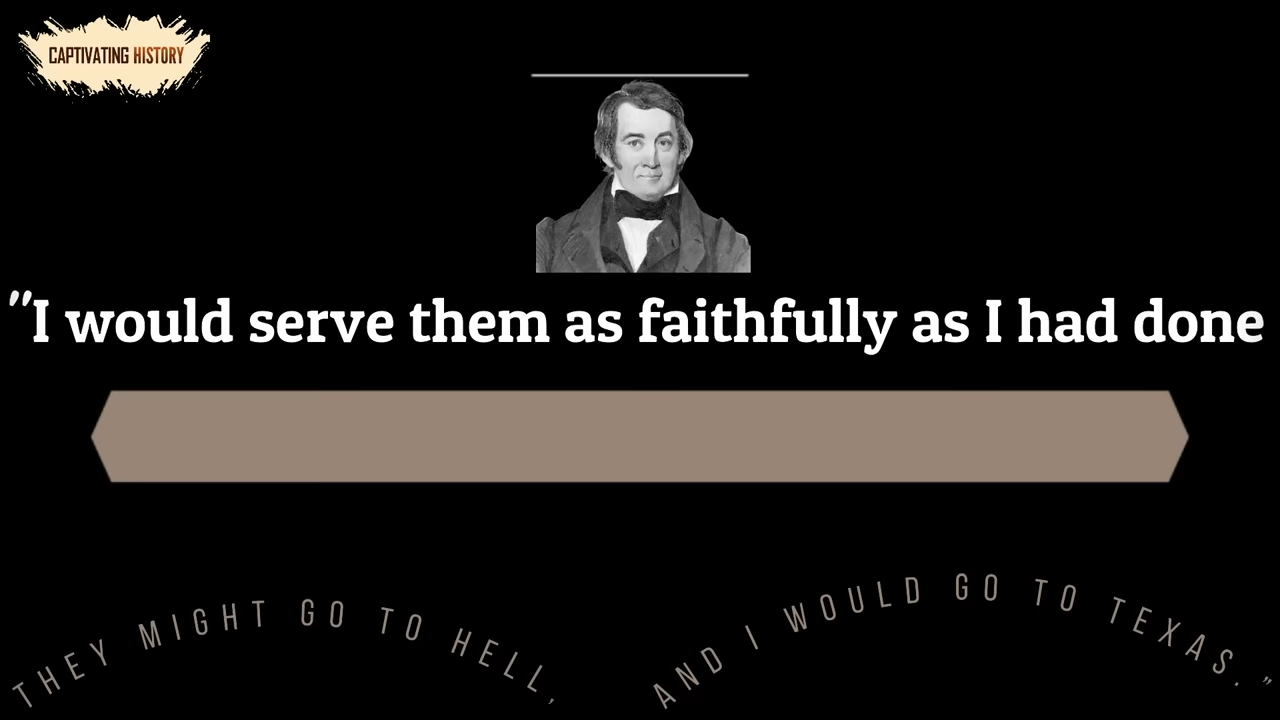 CAPTIVATING HISTORY
"I would serve them as faithfully as I had done
THEY MIGHT GO TO HELL,
AND I WOULD GO TO TEXAS."